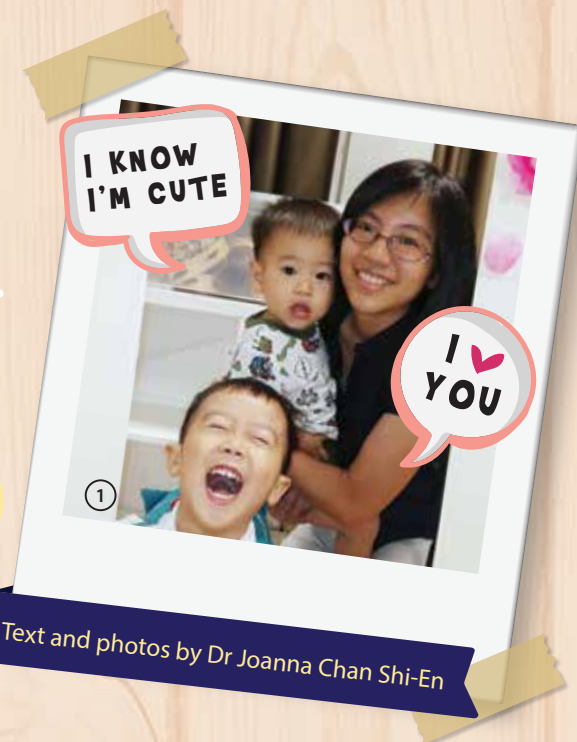 I KNOW
I'M CUTE
I ♥
YOU
1
Text and photos by Dr Joanna Chan Shi-En